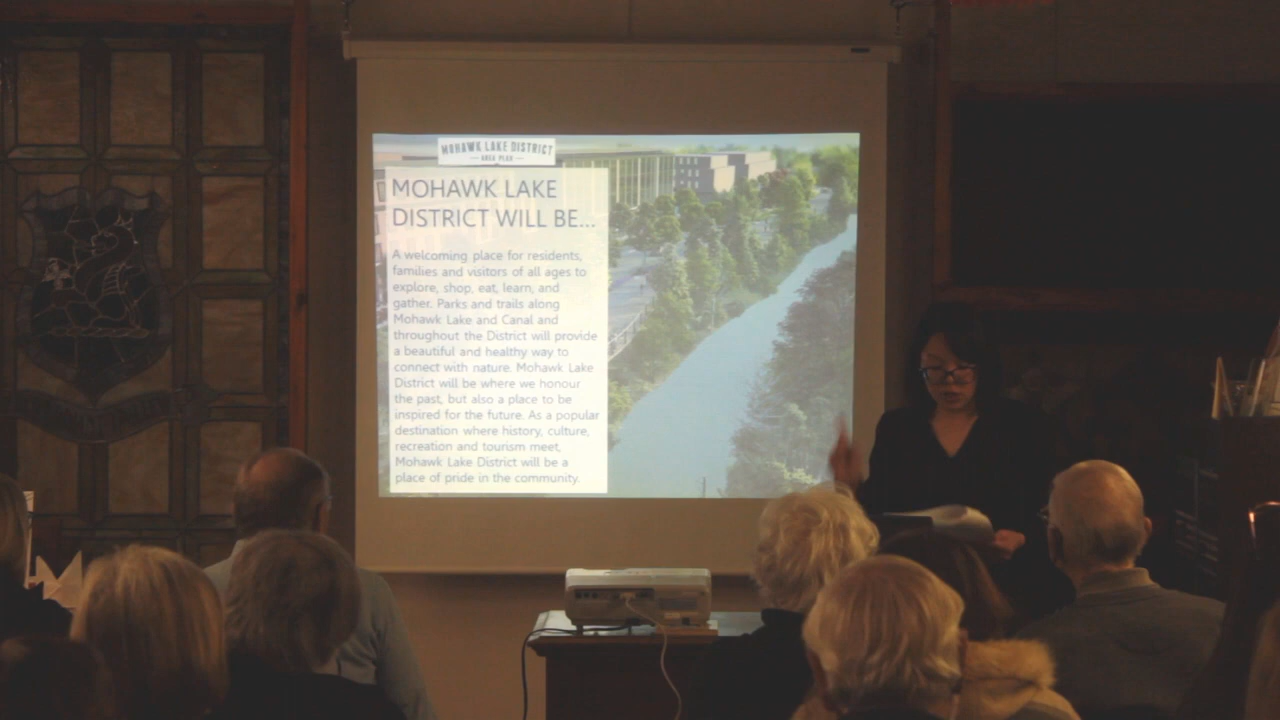 MOHAWK LAKE DISTRICT
AREA PLAN
MOHAWK LAKE
DISTRICT WILL BE...
A welcoming place for residents,
families and visitors of all ages to
explore, shop, eat, learn, and
gather. Parks and trails along
Mohawk Lake and Canal and
throughout the District will provide
a beautiful and healthy way to
connect with nature. Mohawk Lake
District will be where we honour
the past, but also a place to be
inspired for the future. As a popular
destination where history, culture,
recreation and tourism meet,
Mohawk Lake District will be a
place of pride in the community.